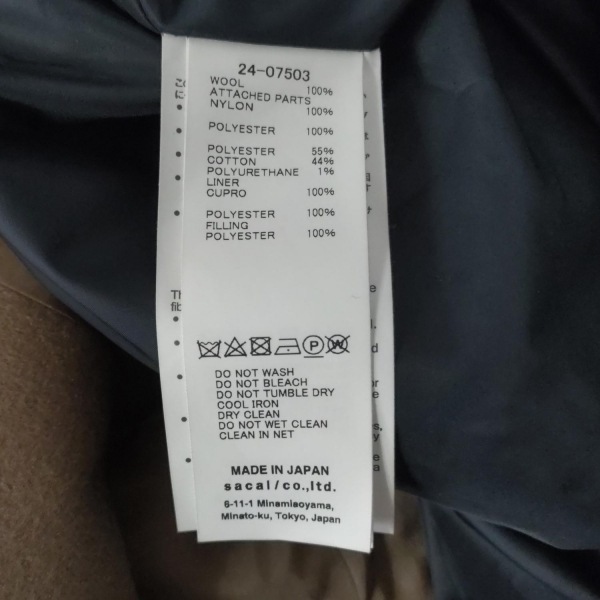 24-07503
WOOL 100%
ATTACHED PARTS
NYLON 100%
POLYESTER 100%
POLYESTER 55%
COTTON 44%
POLYURETHANE 1%
LINER
CUPRO 100%
POLYESTER 100%
FILLING
POLYESTER 100%
P W
DO NOT WASH
DO NOT BLEACH
DO NOT TUMBLE DRY
COOL IRON
DRY CLEAN
DO NOT WET CLEAN
CLEAN IN NET
MADE IN JAPAN
sacai/co.,ltd.
6-11-1 Minamiaoyama,
Minato-ku, Tokyo, Japan